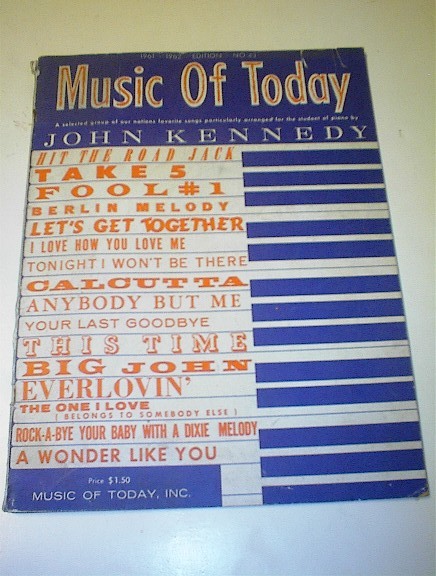 1961 - 1962 EDITION - NO. 43
Music Of Today
A selected group of our nations favorite songs particularly arranged for the student of piano by
JOHN KENNEDY
HIT THE ROAD JACK
TAKE 5
FOOL #1
BERLIN MELODY
LET'S GET TOGETHER
I LOVE HOW YOU LOVE ME
TONIGHT I WON'T BE THERE
CALCUTTA
ANYBODY BUT ME
YOUR LAST GOODBYE
THIS TIME
BIG JOHN
EVERLOVIN'
THE ONE I LOVE
( BELONGS TO SOMEBODY ELSE )
ROCK-A-BYE YOUR BABY WITH A DIXIE MELODY
A WONDER LIKE YOU
Price $1.50
MUSIC OF TODAY, INC.